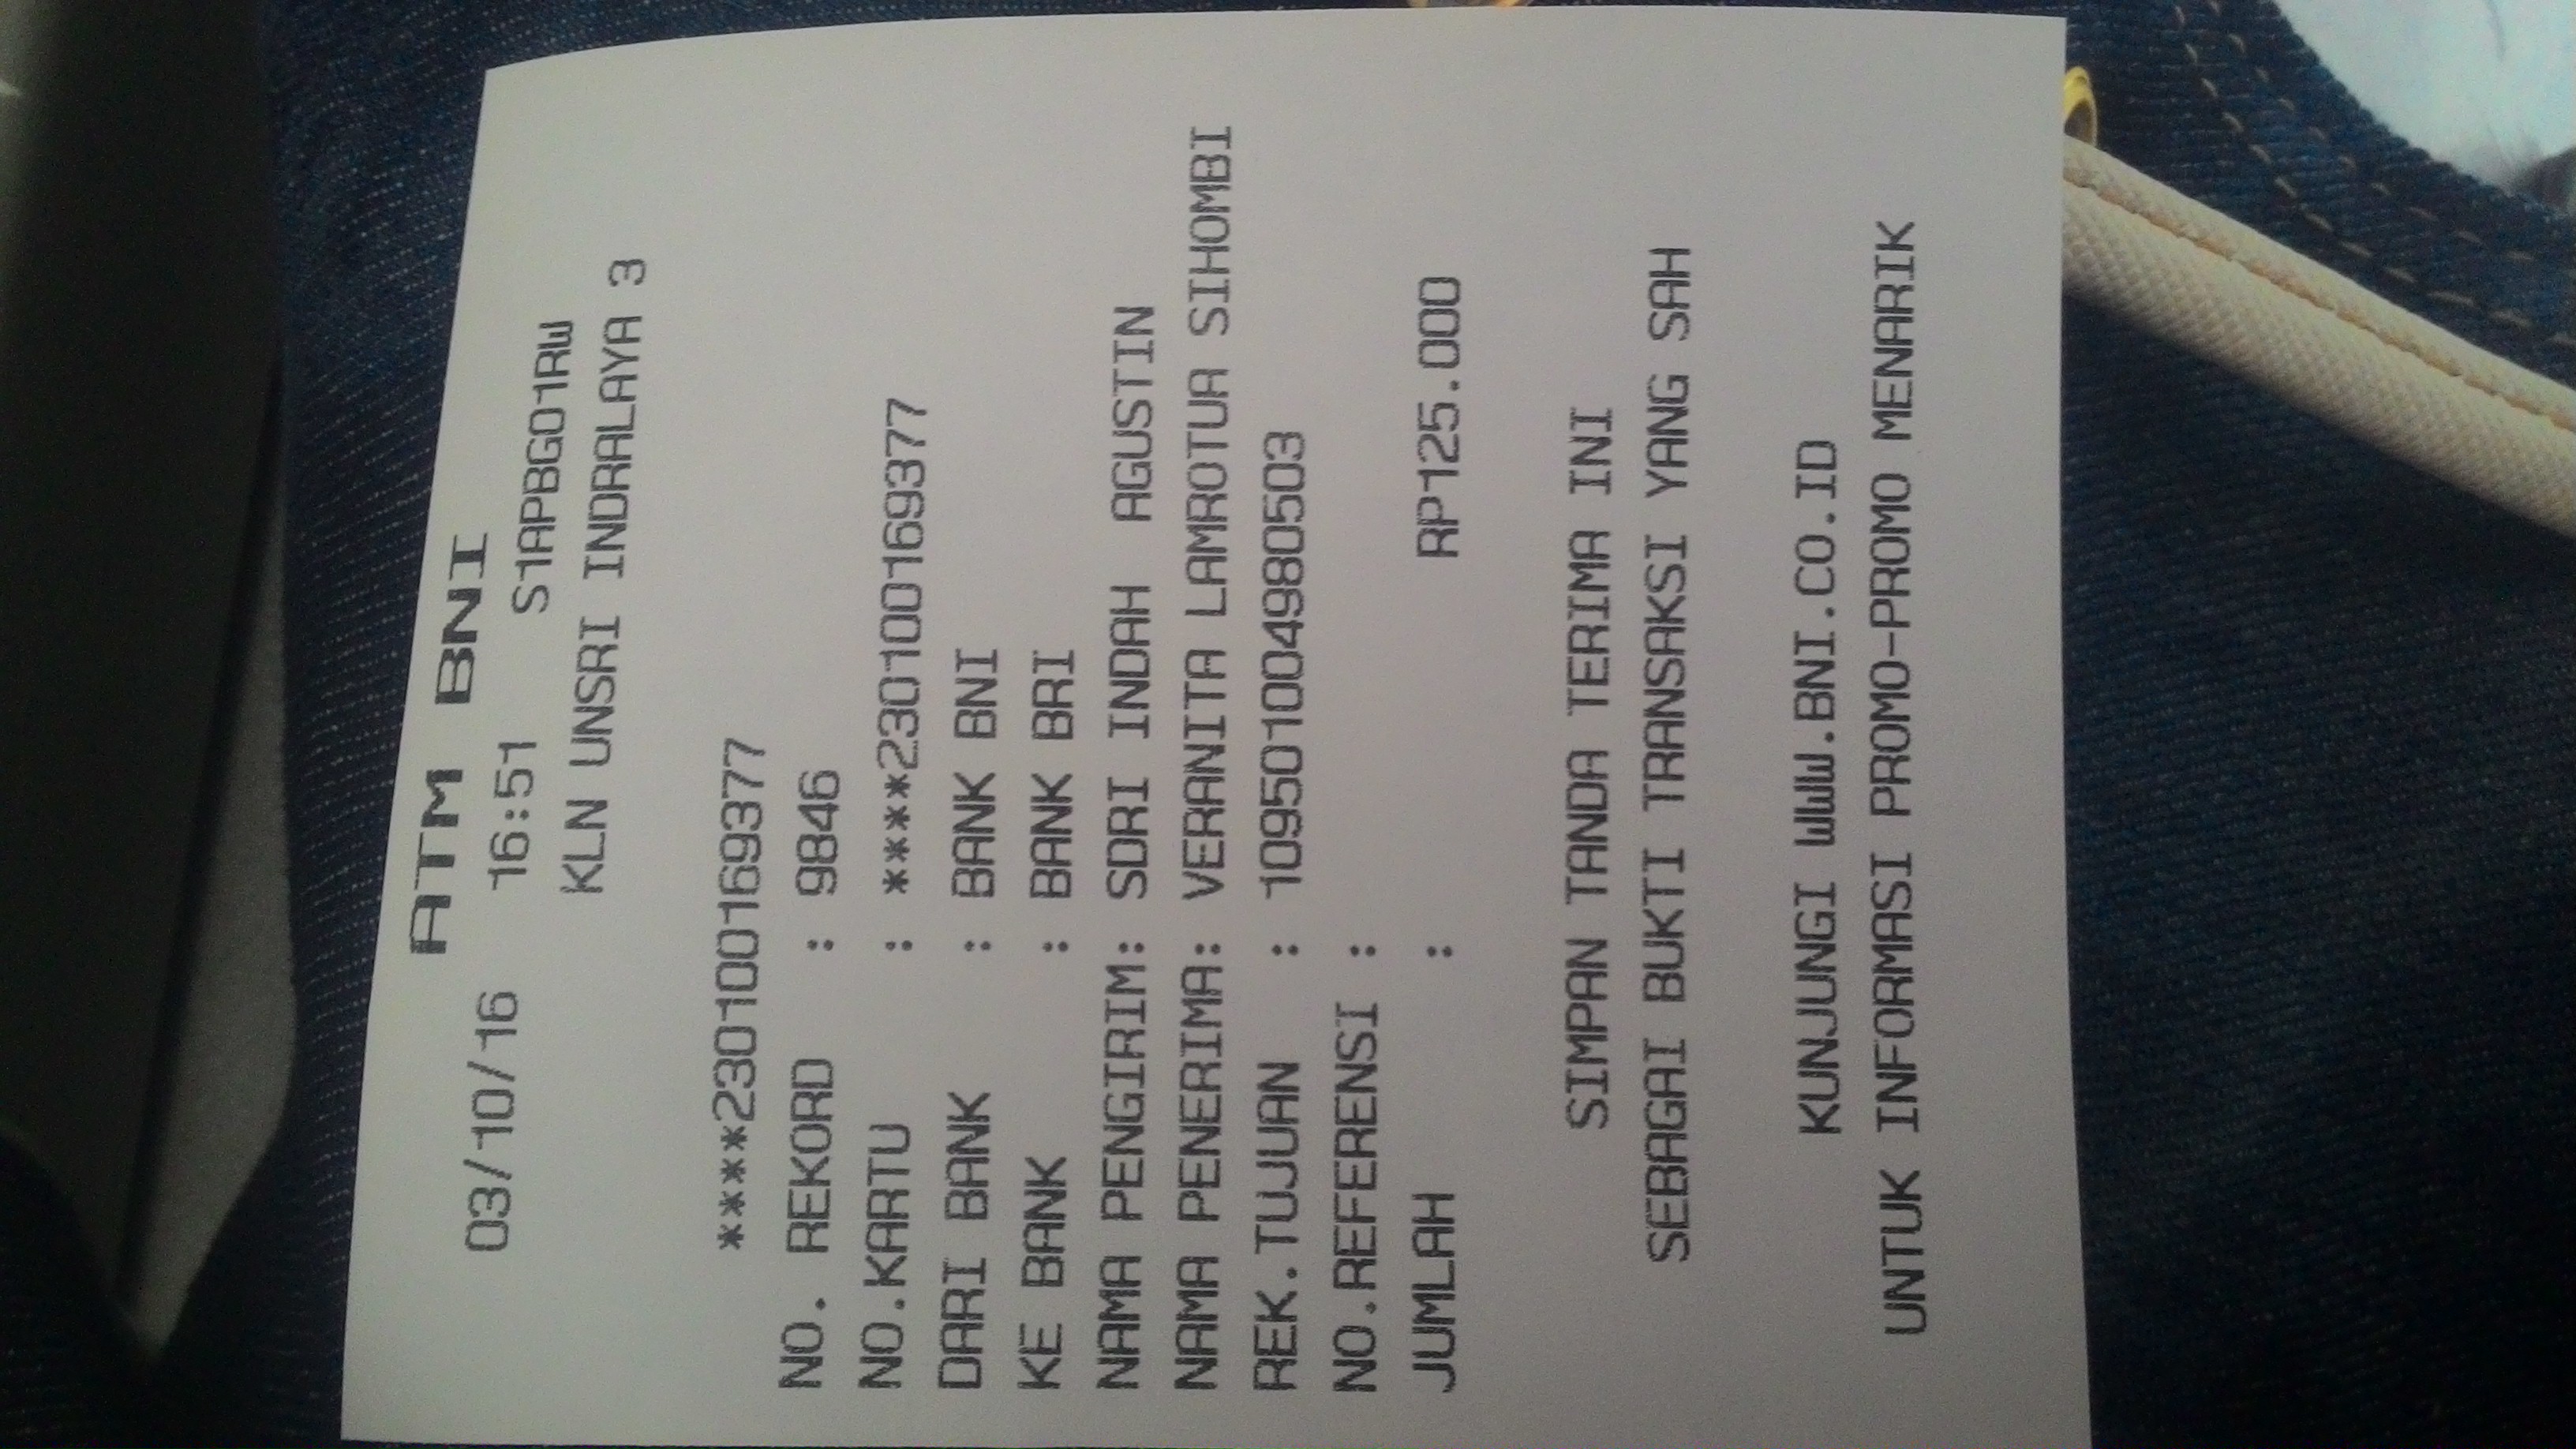 ATM BNI
03/10/16 16:51 S1APBG01RW
KLN UNSRI INDRALAYA 3
****230100169377
NO. REKORD : 9846
NO.KARTU : ****230100169377
DARI BANK : BANK BNI
KE BANK : BANK BRI
NAMA PENGIRIM: SDRI INDAH AGUSTIN
NAMA PENERIMA: VERANITA LAMROTUA SIHOMBI
REK.TUJUAN : 109501004980503
NO.REFERENSI :
JUMLAH : RP125.000
SIMPAN TANDA TERIMA INI
SEBAGAI BUKTI TRANSAKSI YANG SAH
KUNJUNGI WWW.BNI.CO.ID
UNTUK INFORMASI PROMO-PROMO MENARIK